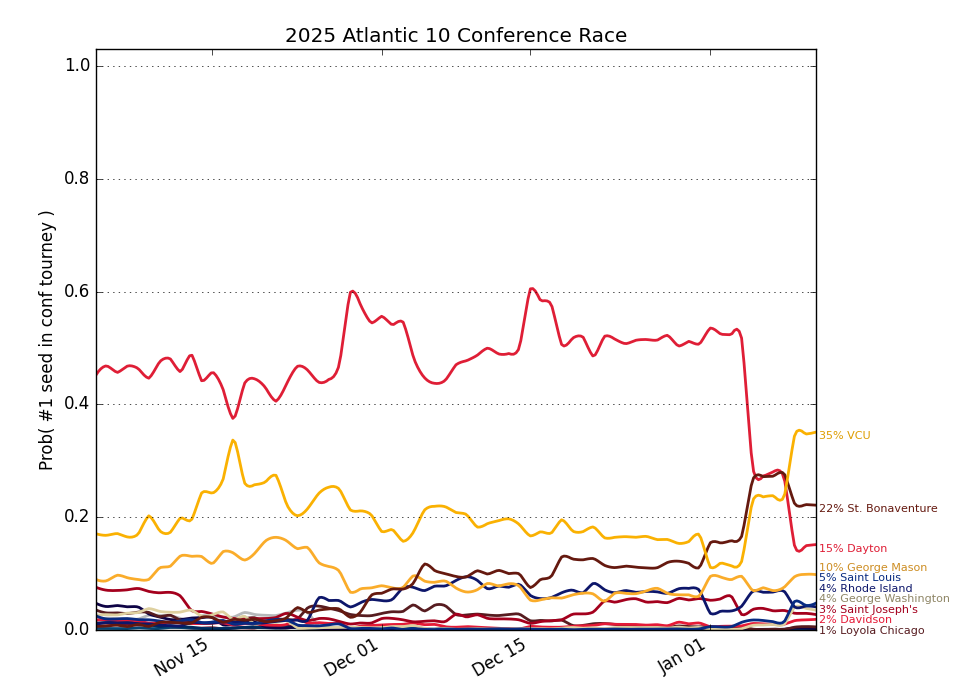 2025 Atlantic 10 Conference Race
Prob( #1 seed in conf tourney )
1.0
0.8
0.6
0.4
0.2
0.0
Nov 15
Dec 01
Dec 15
Jan 01
35% VCU
22% St. Bonaventure
15% Dayton
10% George Mason
5% Saint Louis
4% Rhode Island
4% George Washington
3% Saint Joseph's
2% Davidson
1% Loyola Chicago